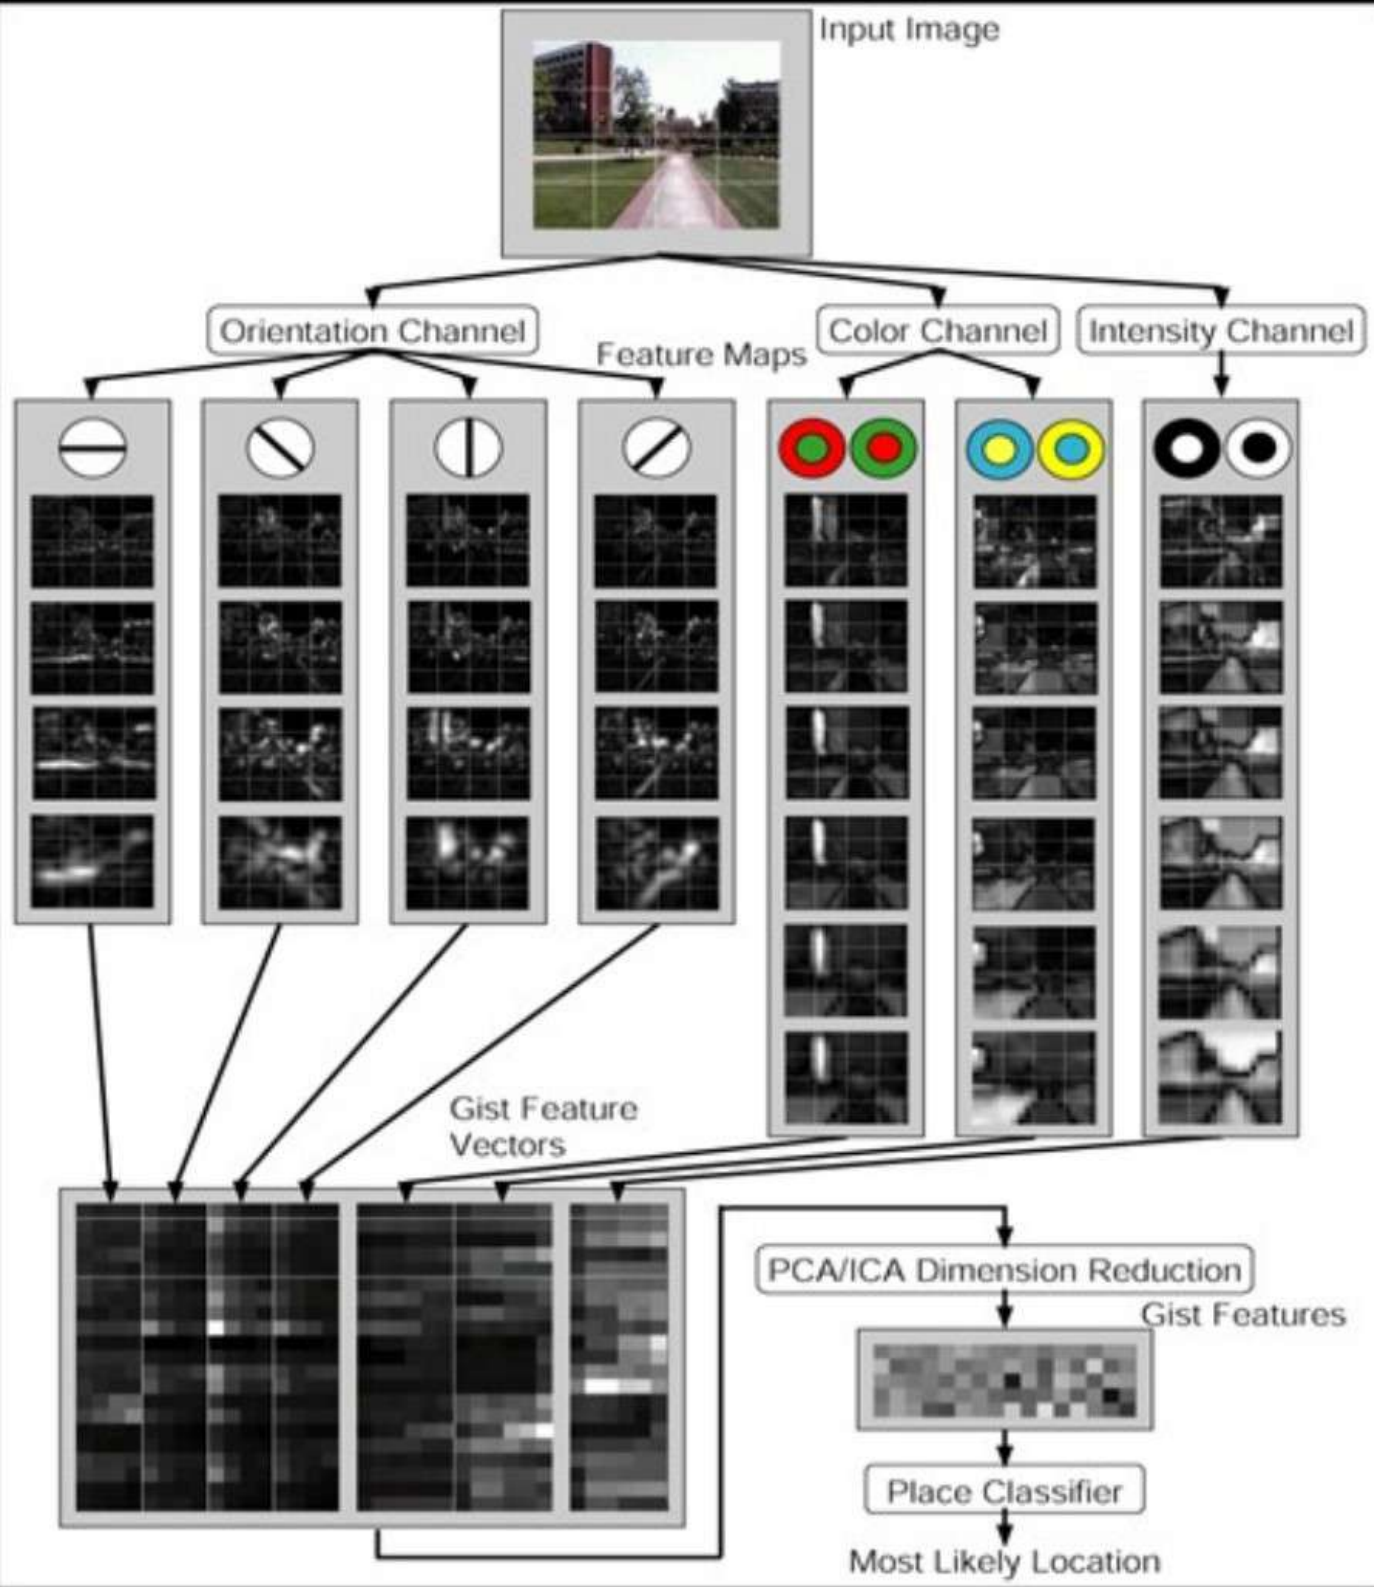 Input Image
Orientation Channel
Feature Maps
Color Channel
Intensity Channel
Gist Feature
Vectors
PCA/ICA Dimension Reduction
Gist Features
Place Classifier
Most Likely Location